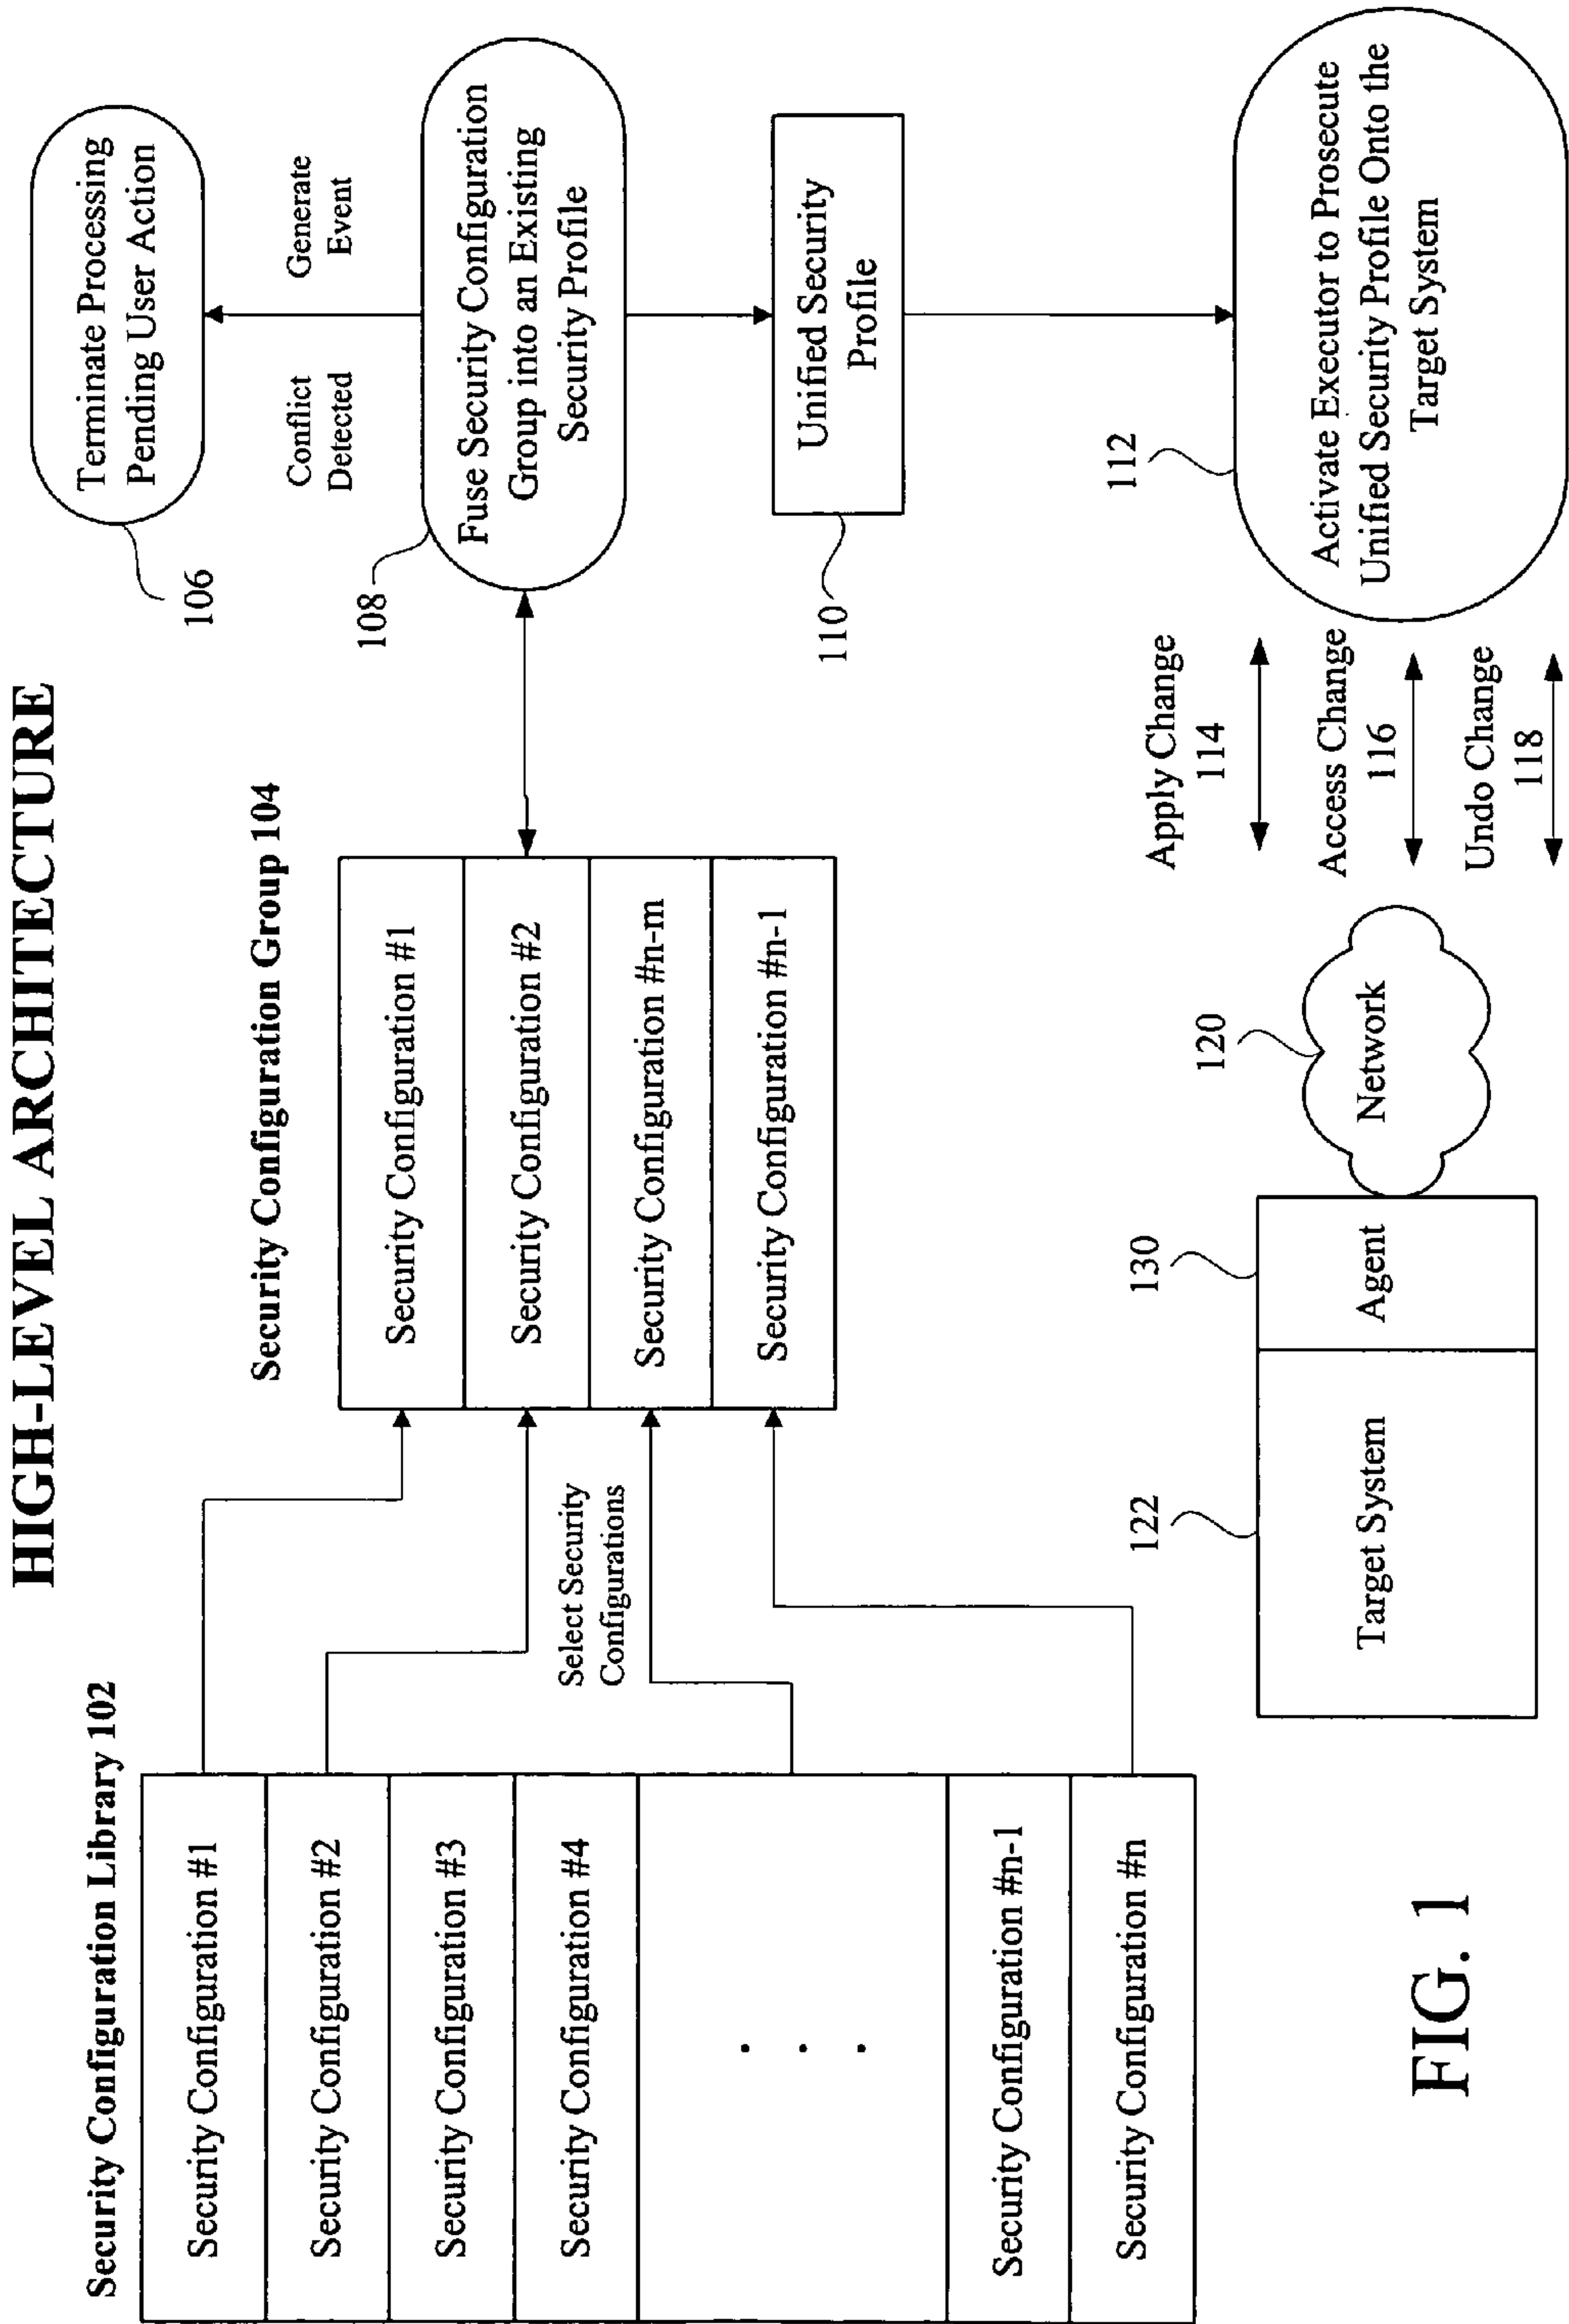 HIGH-LEVEL ARCHITECTURE
Security Configuration Library 102
Security Configuration #1
Security Configuration #2
Security Configuration #3
Security Configuration #4
. . .
Security Configuration #n-1
Security Configuration #n
Select Security
Configurations
Security Configuration Group 104
Security Configuration #1
Security Configuration #2
Security Configuration #n-m
Security Configuration #n-1
Terminate Processing
Pending User Action
106
Conflict
Detected
Generate
Event
108
Fuse Security Configuration
Group into an Existing
Security Profile
Unified Security
Profile
110
112
Activate Executor to Prosecute
Unified Security Profile Onto the
Target System
Apply Change
114
Access Change
116
Undo Change
118
120
Network
130
Agent
122
Target System
FIG. 1